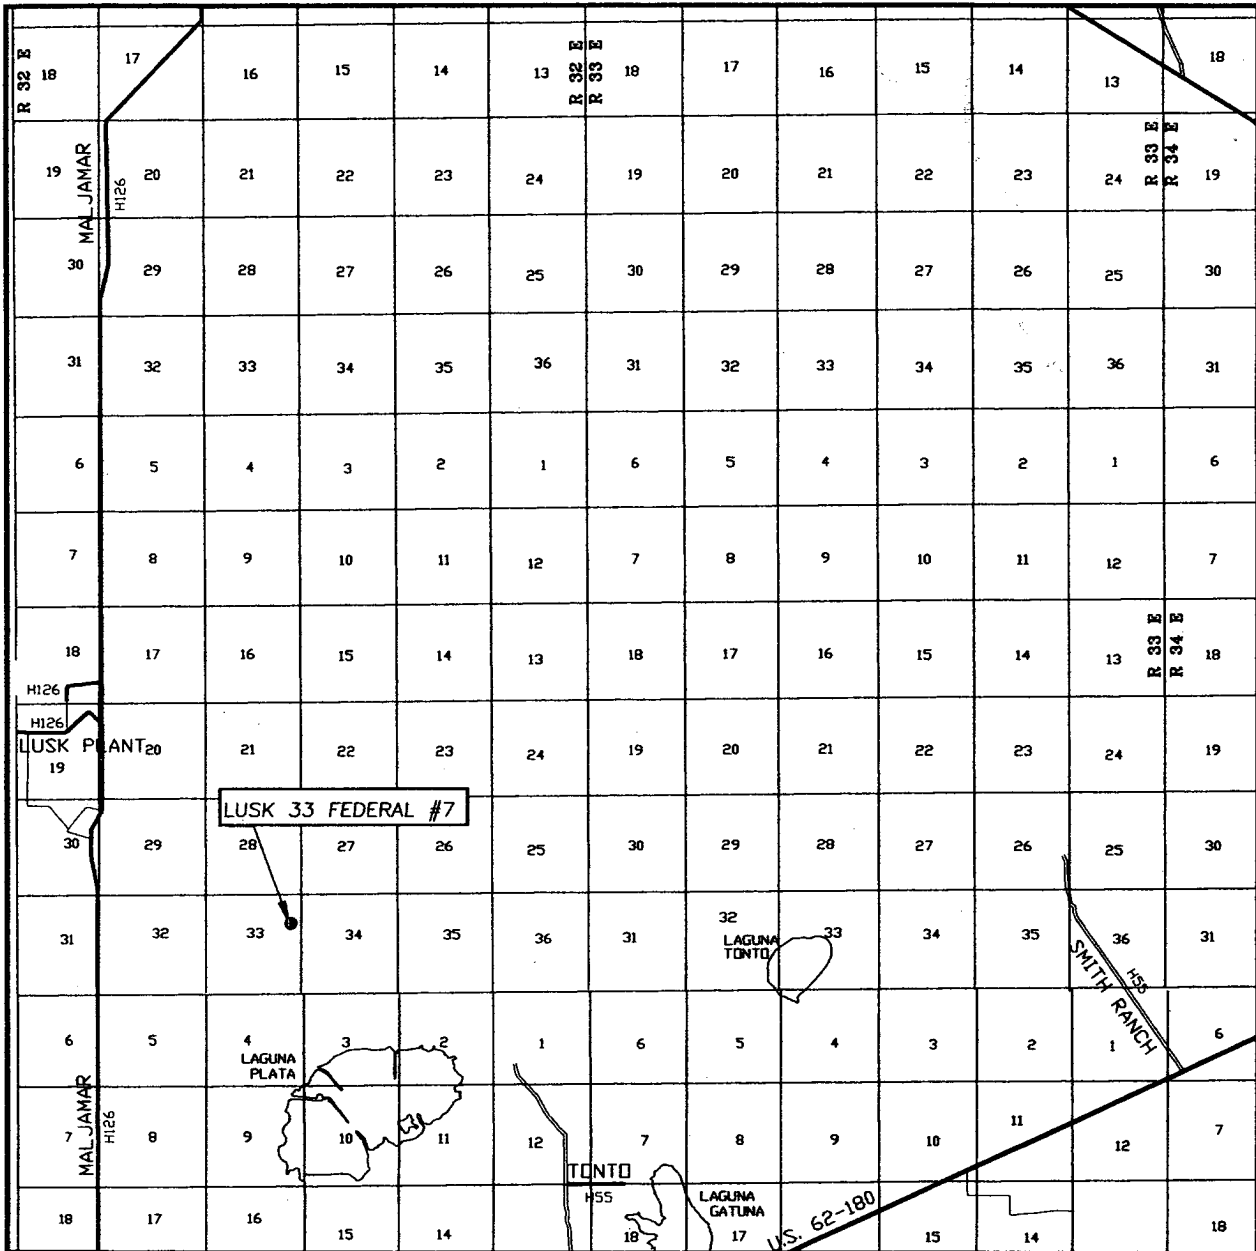 R 32 E 18 17 16 15 14 13 R 32 E R 33 E 18 17 16 15 14 13 18
19 MALJAMAR H126 20 21 22 23 24 19 20 21 22 23 24 R 33 E R 34 E 19
30 29 28 27 26 25 30 29 28 27 26 25 30
31 32 33 34 35 36 31 32 33 34 35 36 31
6 5 4 3 2 1 6 5 4 3 2 1 6
7 8 9 10 11 12 7 8 9 10 11 12 7
18 17 16 15 14 13 18 17 16 15 14 13 R 33 E R 34 E 18
H126
H126
LUSK PLANT 20 21 22 23 24 19 20 21 22 23 24 19
19
LUSK 33 FEDERAL #7
30 29 28 27 26 25 30 29 28 27 26 25 30
31 32 33 34 35 36 31 32 33 34 35 36 31
LAGUNA
TONTO
SMITH RANCH H55
6 5 4 3 2 1 6 5 4 3 2 1 6
LAGUNA
PLATA
MALJAMAR H126
7 8 9 10 11 12 7 8 9 10 11 12 7
TONTO
H55
LAGUNA
GATUNA
U.S. 62-180
18 17 16 15 14 18 17 15 14 18